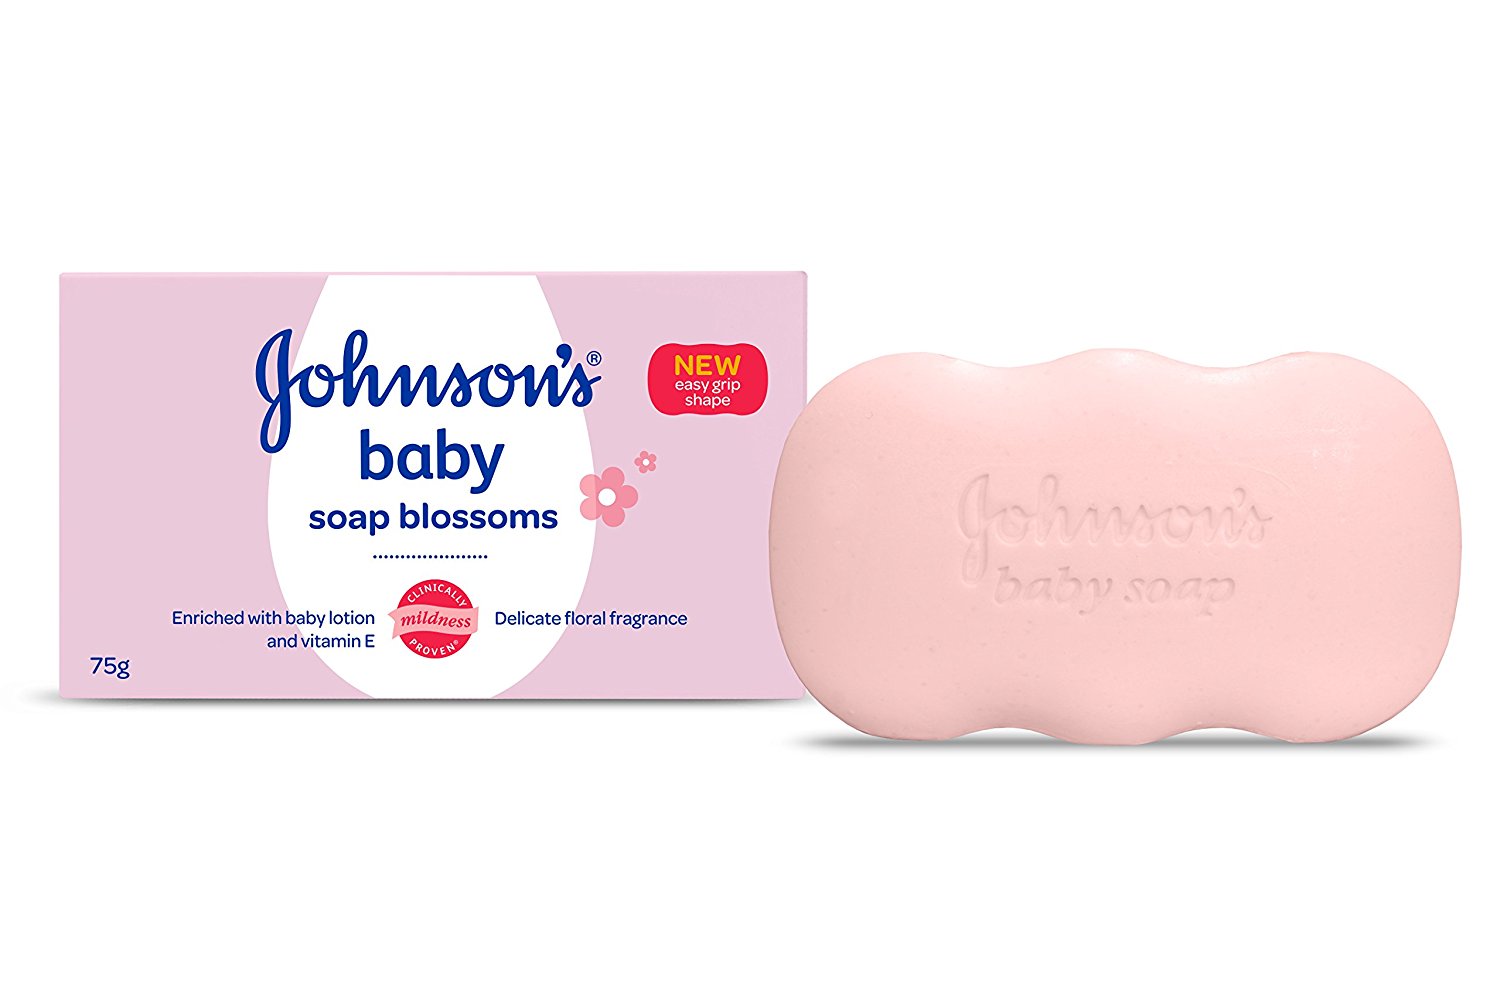 Johnson's®
baby
soap blossoms
NEW
easy grip
shape
Enriched with baby lotion
and vitamin E
CLINICALLY
mildness
PROVEN®
Delicate floral fragrance
75g
Johnson's
baby soap